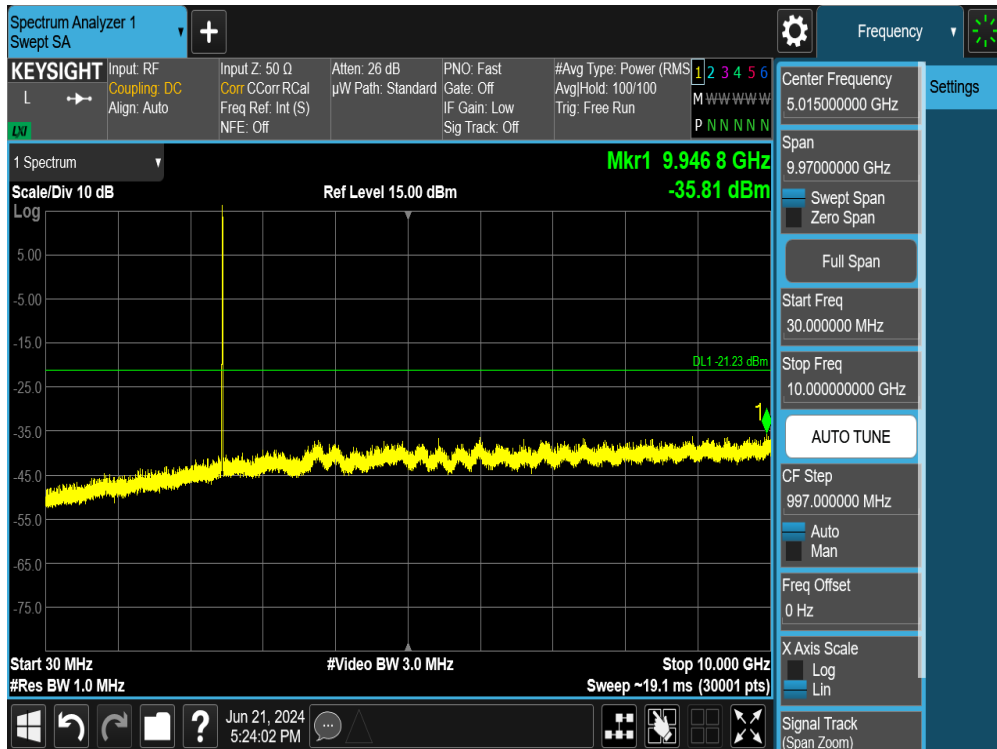 Spectrum Analyzer 1
Swept SA
+
Frequency
KEYSIGHT
L
LXI
Input: RF
Coupling: DC
Align: Auto
Input Z: 50 Ω
Corr CCorr RCal
Freq Ref: Int (S)
NFE: Off
Atten: 26 dB
µW Path: Standard
PNO: Fast
Gate: Off
IF Gain: Low
Sig Track: Off
#Avg Type: Power (RMS
Avg|Hold: 100/100
Trig: Free Run
1 2 3 4 5 6
M W W W W W
P N N N N N
1 Spectrum
Mkr1 9.946 8 GHz
Scale/Div 10 dB
Ref Level 15.00 dBm
-35.81 dBm
Log
5.00
-5.00
-15.0
DL1 -21.23 dBm
-25.0
1
-35.0
-45.0
-55.0
-65.0
-75.0
Start 30 MHz
#Video BW 3.0 MHz
Stop 10.000 GHz
#Res BW 1.0 MHz
Sweep ~19.1 ms (30001 pts)
Center Frequency
5.015000000 GHz
Settings
Span
9.97000000 GHz
Swept Span
Zero Span
Full Span
Start Freq
30.000000 MHz
Stop Freq
10.000000000 GHz
AUTO TUNE
CF Step
997.000000 MHz
Auto
Man
Freq Offset
0 Hz
X Axis Scale
Log
Lin
Signal Track
(Span Zoom)
?
Jun 21, 2024
5:24:02 PM